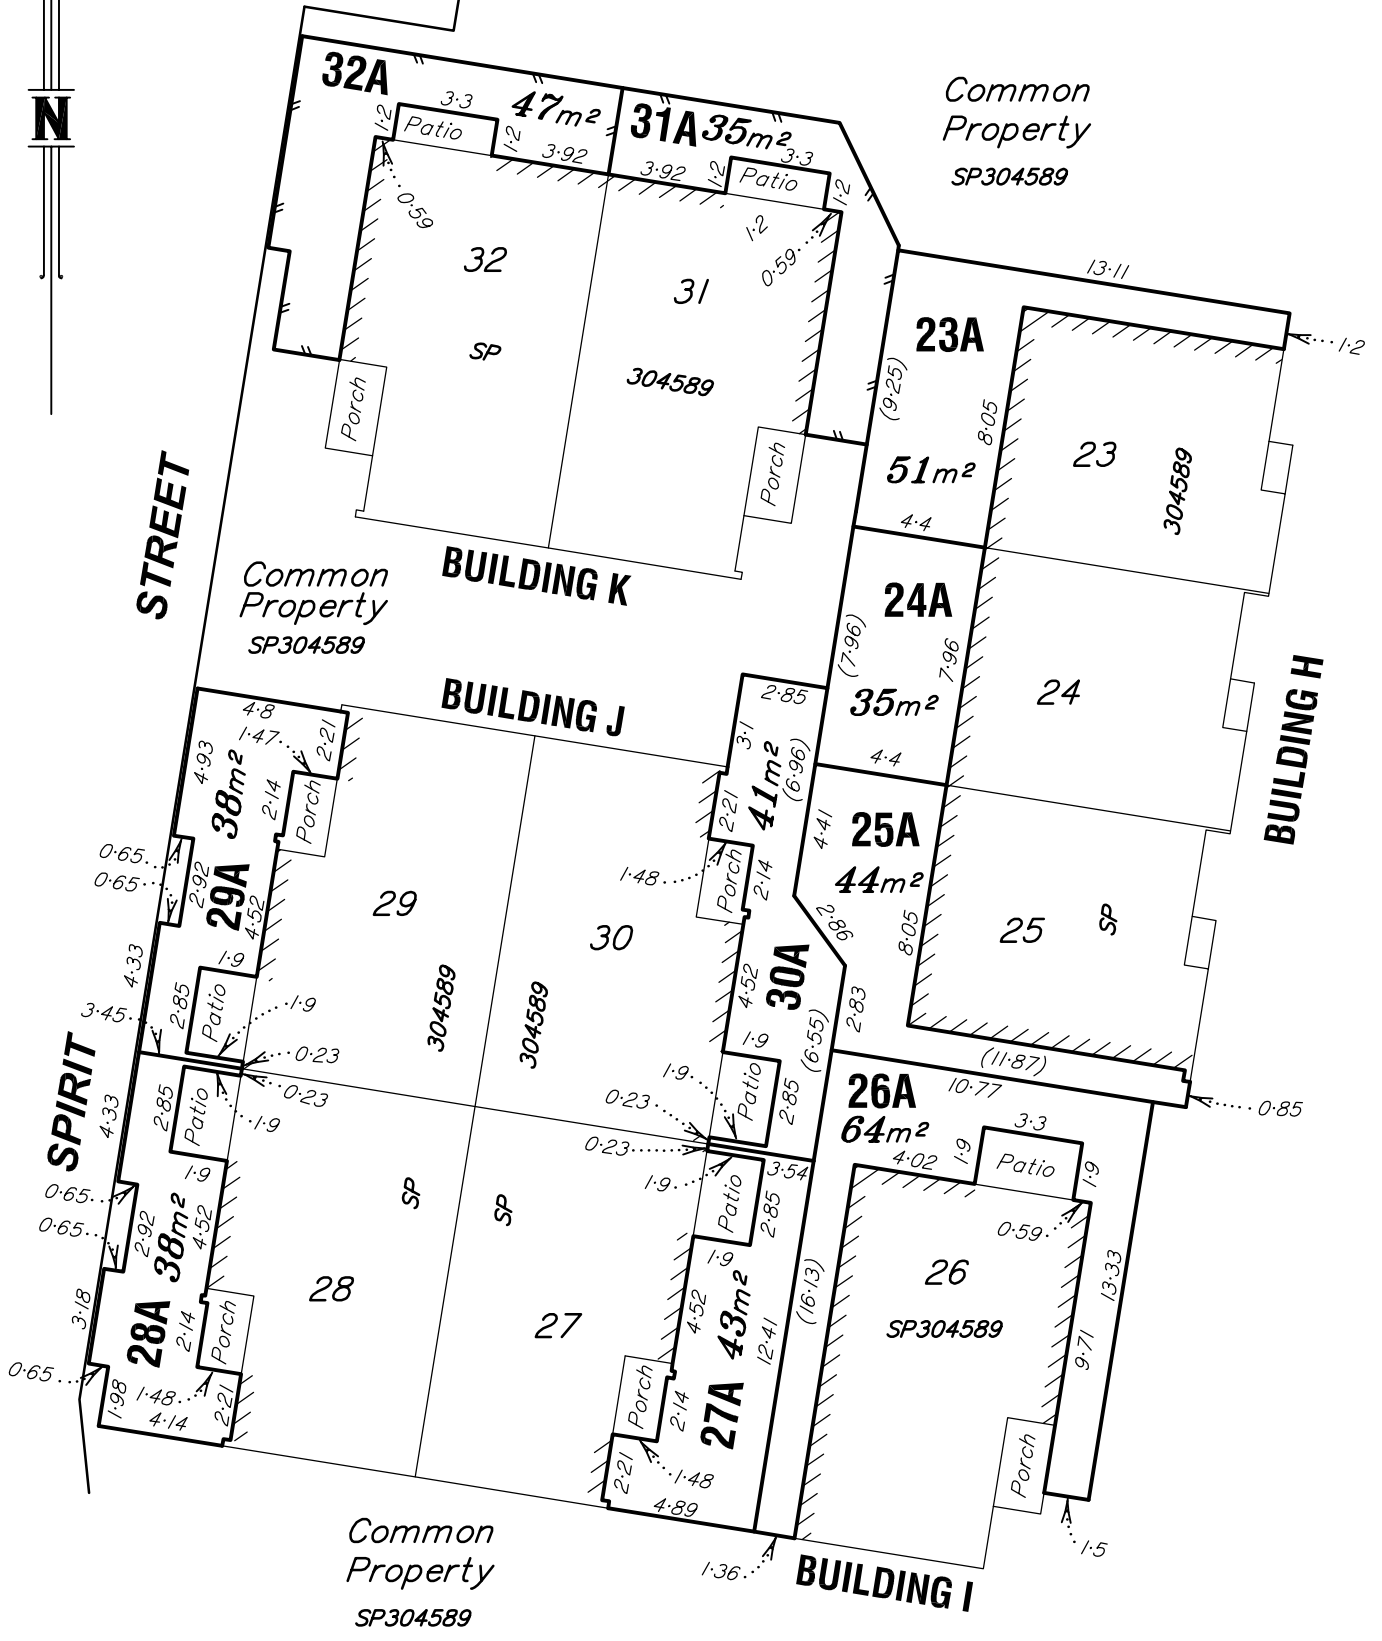 N
32A
47m²
31A
35m²
Common
Property
SP304589
1·2
3·3
Patio
1·2
3·92
0·59
3·92
1·2
3·3
Patio
1·2
1·2
0·59
32
31
SP
304589
Porch
Porch
BUILDING K
13·11
1·2
23A
(9·25)
8·05
51m²
4·4
23
304589
24A
(7·96)
7·96
35m²
4·4
24
BUILDING H
25A
4·41
44m²
2·86
8·05
2·83
25
SP
(11·87)
10·77
0·85
STREET
SPIRIT
Common
Property
SP304589
BUILDING J
4·8
1·47
2·21
4·93
38m²
2·14
Porch
0·65
0·65
2·92
29A
4·52
4·33
1·9
2·85
Patio
1·9
3·45
0·23
0·23
1·9
29
30
304589
304589
2·85
3·1
41m²
(6·96)
2·21
1·48
Porch
2·14
30A
4·52
(6·55)
1·9
1·9
Patio
2·85
0·23
0·23
1·9
3·54
Patio
2·85
1·9
4·33
2·85
Patio
1·9
0·65
0·65
2·92
38m²
4·52
3·18
28A
2·14
Porch
0·65
1·98
1·48
4·14
2·21
28
27
SP
SP
4·52
43m²
12·41
(16·13)
27A
Porch
2·14
1·48
2·21
4·89
1·36
26A
64m²
4·02
1·9
3·3
Patio
1·9
0·59
26
SP304589
13·33
9·71
Porch
1·5
BUILDING I
Common
Property
SP304589